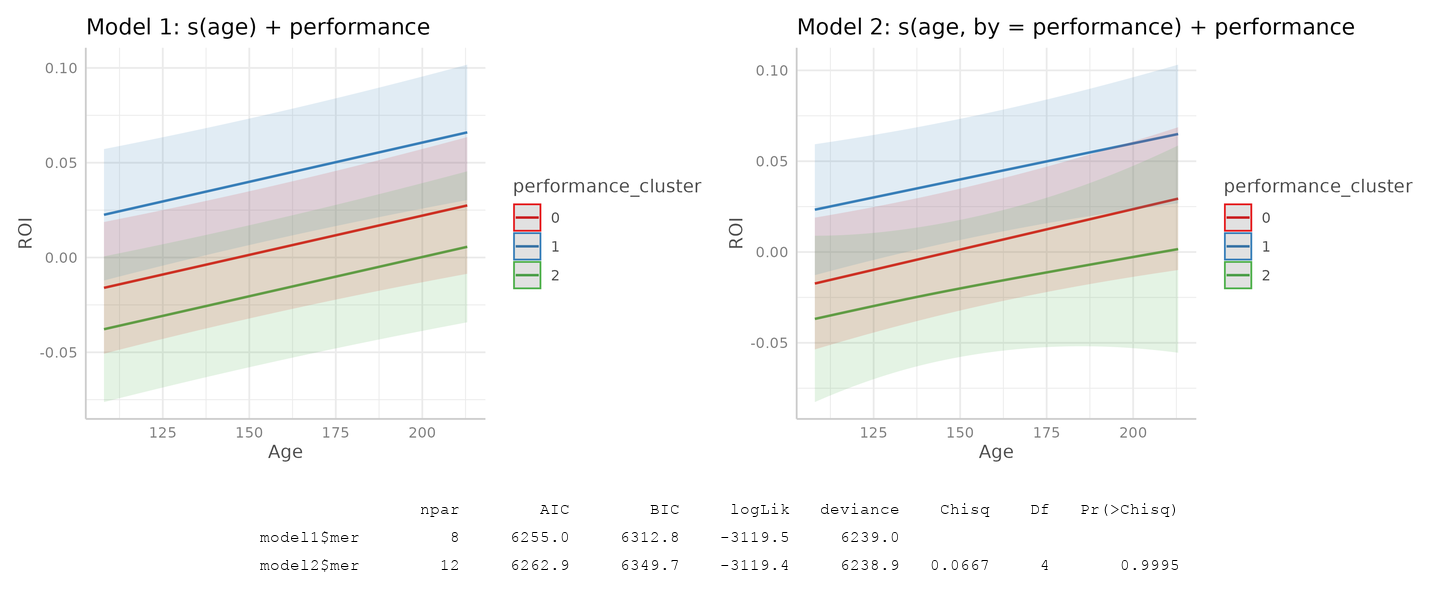 Model 1: s(age) + performance
0.10
0.05
0.00
-0.05
ROI
125 150 175 200
Age
performance_cluster
0
1
2
Model 2: s(age, by = performance) + performance
0.10
0.05
0.00
-0.05
ROI
125 150 175 200
Age
performance_cluster
0
1
2
npar AIC BIC logLik deviance Chisq Df Pr(>Chisq)
model1$mer 8 6255.0 6312.8 -3119.5 6239.0
model2$mer 12 6262.9 6349.7 -3119.4 6238.9 0.0667 4 0.9995